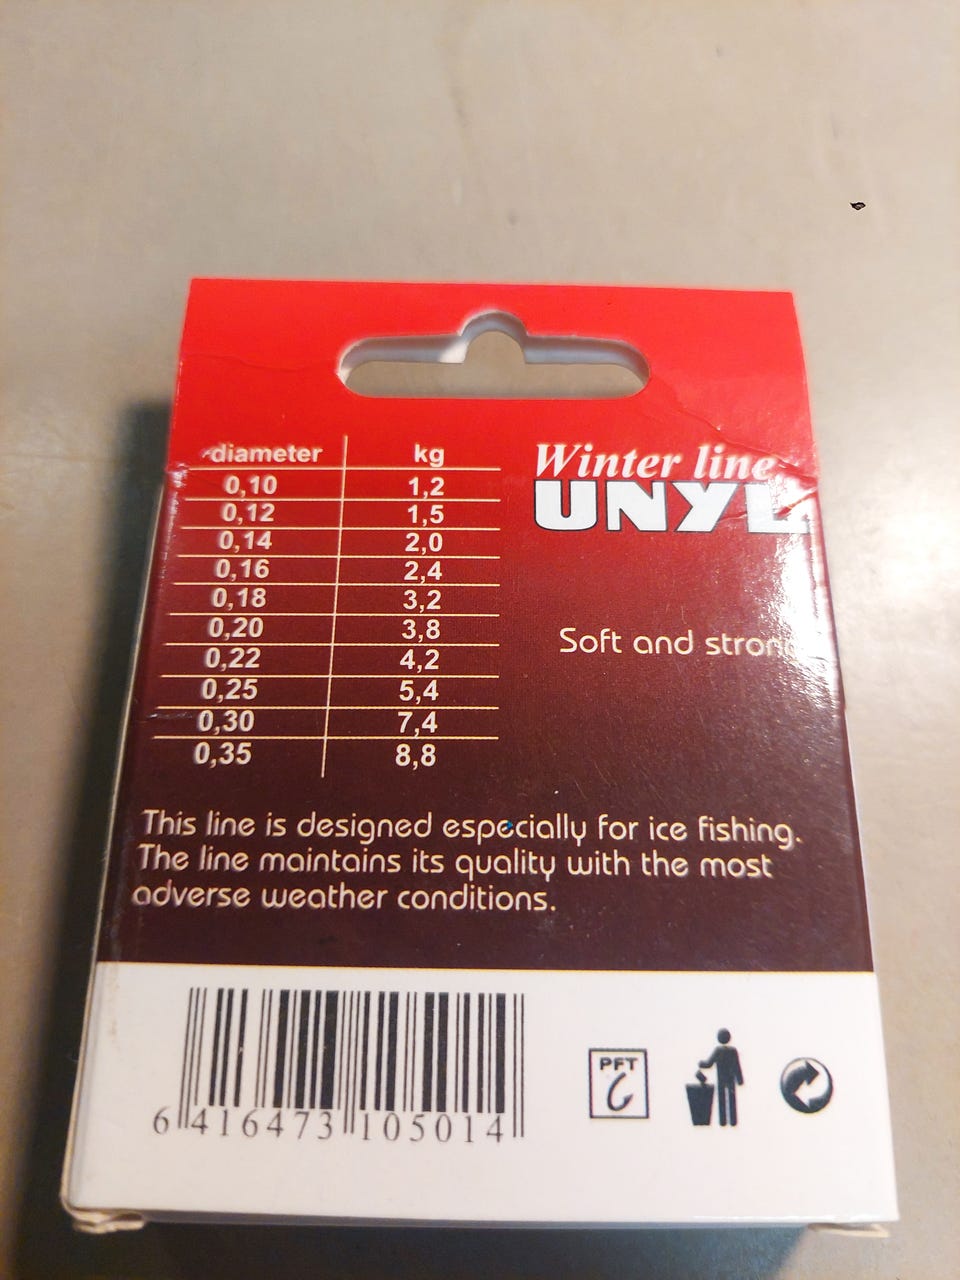 diameter kg
0,10 1,2
0,12 1,5
0,14 2,0
0,16 2,4
0,18 3,2
0,20 3,8
0,22 4,2
0,25 5,4
0,30 7,4
0,35 8,8
Winter line
UNYL
Soft and strong
This line is designed especially for ice fishing.
The line maintains its quality with the most
adverse weather conditions.
6 416473 105014
PFT